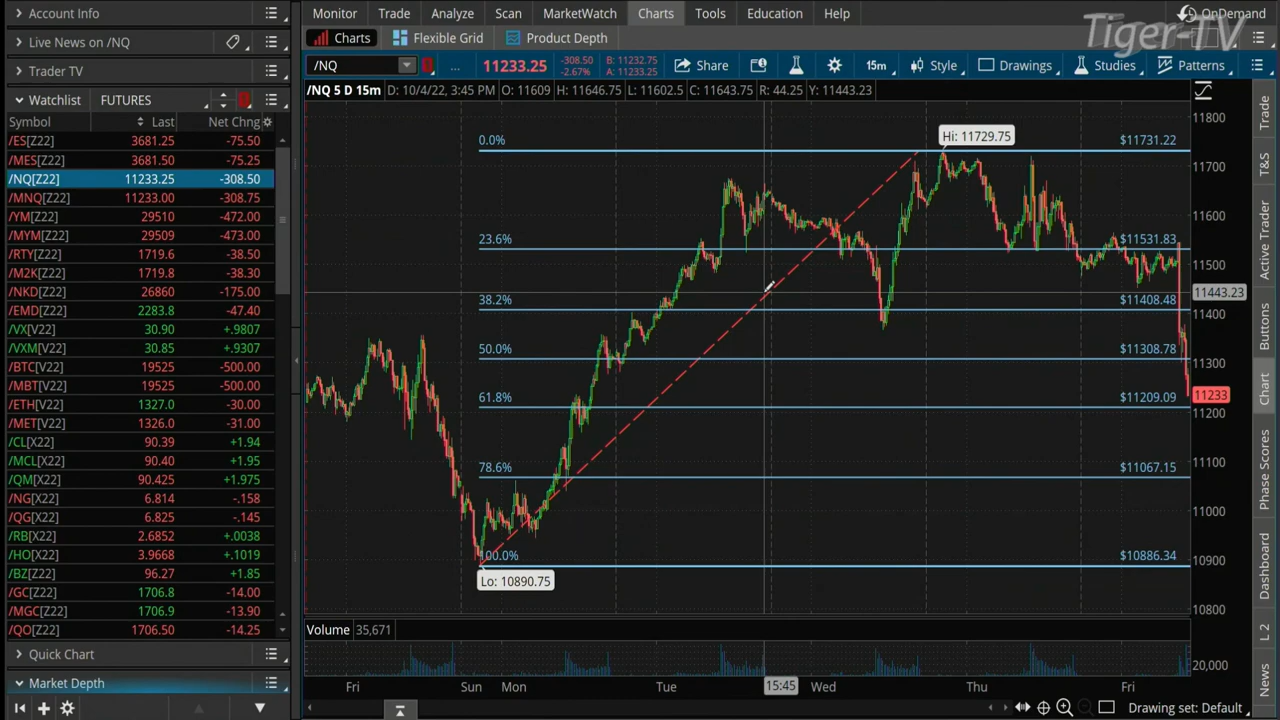 Account Info
Monitor Trade Analyze Scan MarketWatch Charts Tools Education Help OnDemand
Tiger-TV
Live News on /NQ
Charts Flexible Grid Product Depth
Trader TV
/NQ ... 11233.25 -308.50 -2.67% B: 11232.75 A: 11233.25 Share 15m Style Drawings Studies Patterns
Watchlist FUTURES
/NQ 5 D 15m D: 10/4/22, 3:45 PM O: 11609 H: 11646.75 L: 11602.5 C: 11643.75 R: 44.25 Y: 11443.23
Symbol Last Net Chng
/ES[Z22] 3681.25 -75.50
/MES[Z22] 3681.50 -75.25
/NQ[Z22] 11233.25 -308.50
/MNQ[Z22] 11233.00 -308.75
/YM[Z22] 29510 -472.00
/MYM[Z22] 29509 -473.00
/RTY[Z22] 1719.6 -38.50
/M2K[Z22] 1719.8 -38.30
/NKD[Z22] 26860 -175.00
/EMD[Z22] 2283.8 -47.40
/VX[V22] 30.90 +.9807
/VXM[V22] 30.85 +.9307
/BTC[V22] 19525 -500.00
/MBT[V22] 19525 -500.00
/ETH[V22] 1327.0 -30.00
/MET[V22] 1326.0 -31.00
/CL[X22] 90.39 +1.94
/MCL[X22] 90.40 +1.95
/QM[X22] 90.425 +1.975
/NG[X22] 6.814 -.158
/QG[X22] 6.825 -.145
/RB[X22] 2.6852 +.0038
/HO[X22] 3.9668 +.1019
/BZ[Z22] 96.27 +1.85
/GC[Z22] 1706.8 -14.00
/MGC[Z22] 1706.9 -13.90
/QO[Z22] 1706.50 -14.25
Quick Chart
Market Depth
0.0% $11731.22
Hi: 11729.75
23.6% $11531.83
38.2% $11408.48
50.0% $11308.78
61.8% $11209.09
78.6% $11067.15
100.0% $10886.34
Lo: 10890.75
11800
11700
11600
11500
11443.23
11400
11300
11233
11200
11100
11000
10900
10800
Volume 35,671
20,000
Fri Sun Mon Tue 15:45 Wed Thu Fri
Drawing set: Default
Trade
T&S
Active Trader
Buttons
Chart
Phase Scores
Dashboard
L 2
News